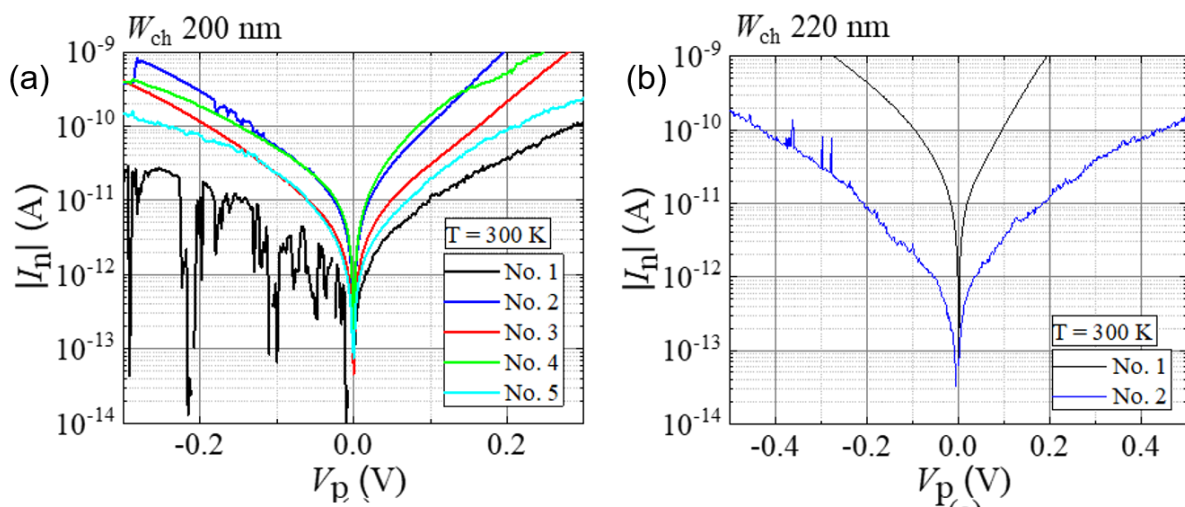 W_ch 200 nm
(a)
10^-9
10^-10
10^-11
10^-12
10^-13
10^-14
|I_n| (A)
T = 300 K
No. 1
No. 2
No. 3
No. 4
No. 5
-0.2
0.0
0.2
V_p (V)
W_ch 220 nm
(b)
10^-9
10^-10
10^-11
10^-12
10^-13
10^-14
|I_n| (A)
T = 300 K
No. 1
No. 2
-0.4
-0.2
0.0
0.2
0.4
V_p (V)